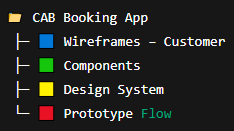 CAB Booking App
Wireframes – Customer
Components
Design System
Prototype Flow